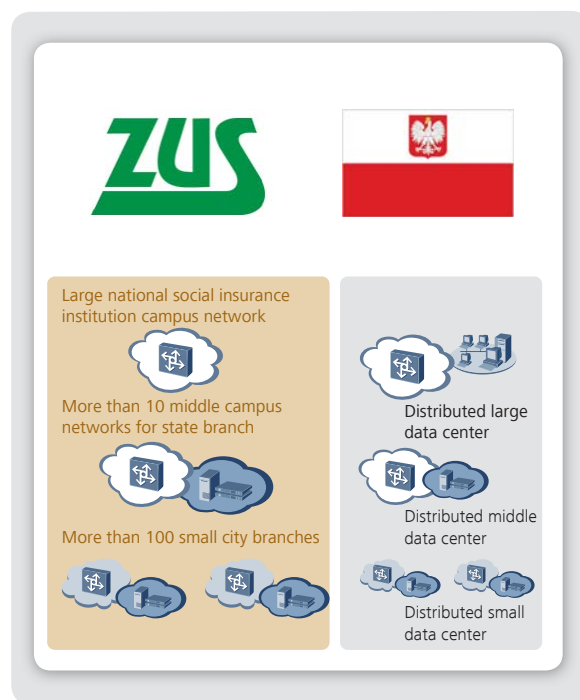 ZUS
Large national social insurance
institution campus network
More than 10 middle campus
networks for state branch
More than 100 small city branches
Distributed large
data center
Distributed middle
data center
Distributed small
data center